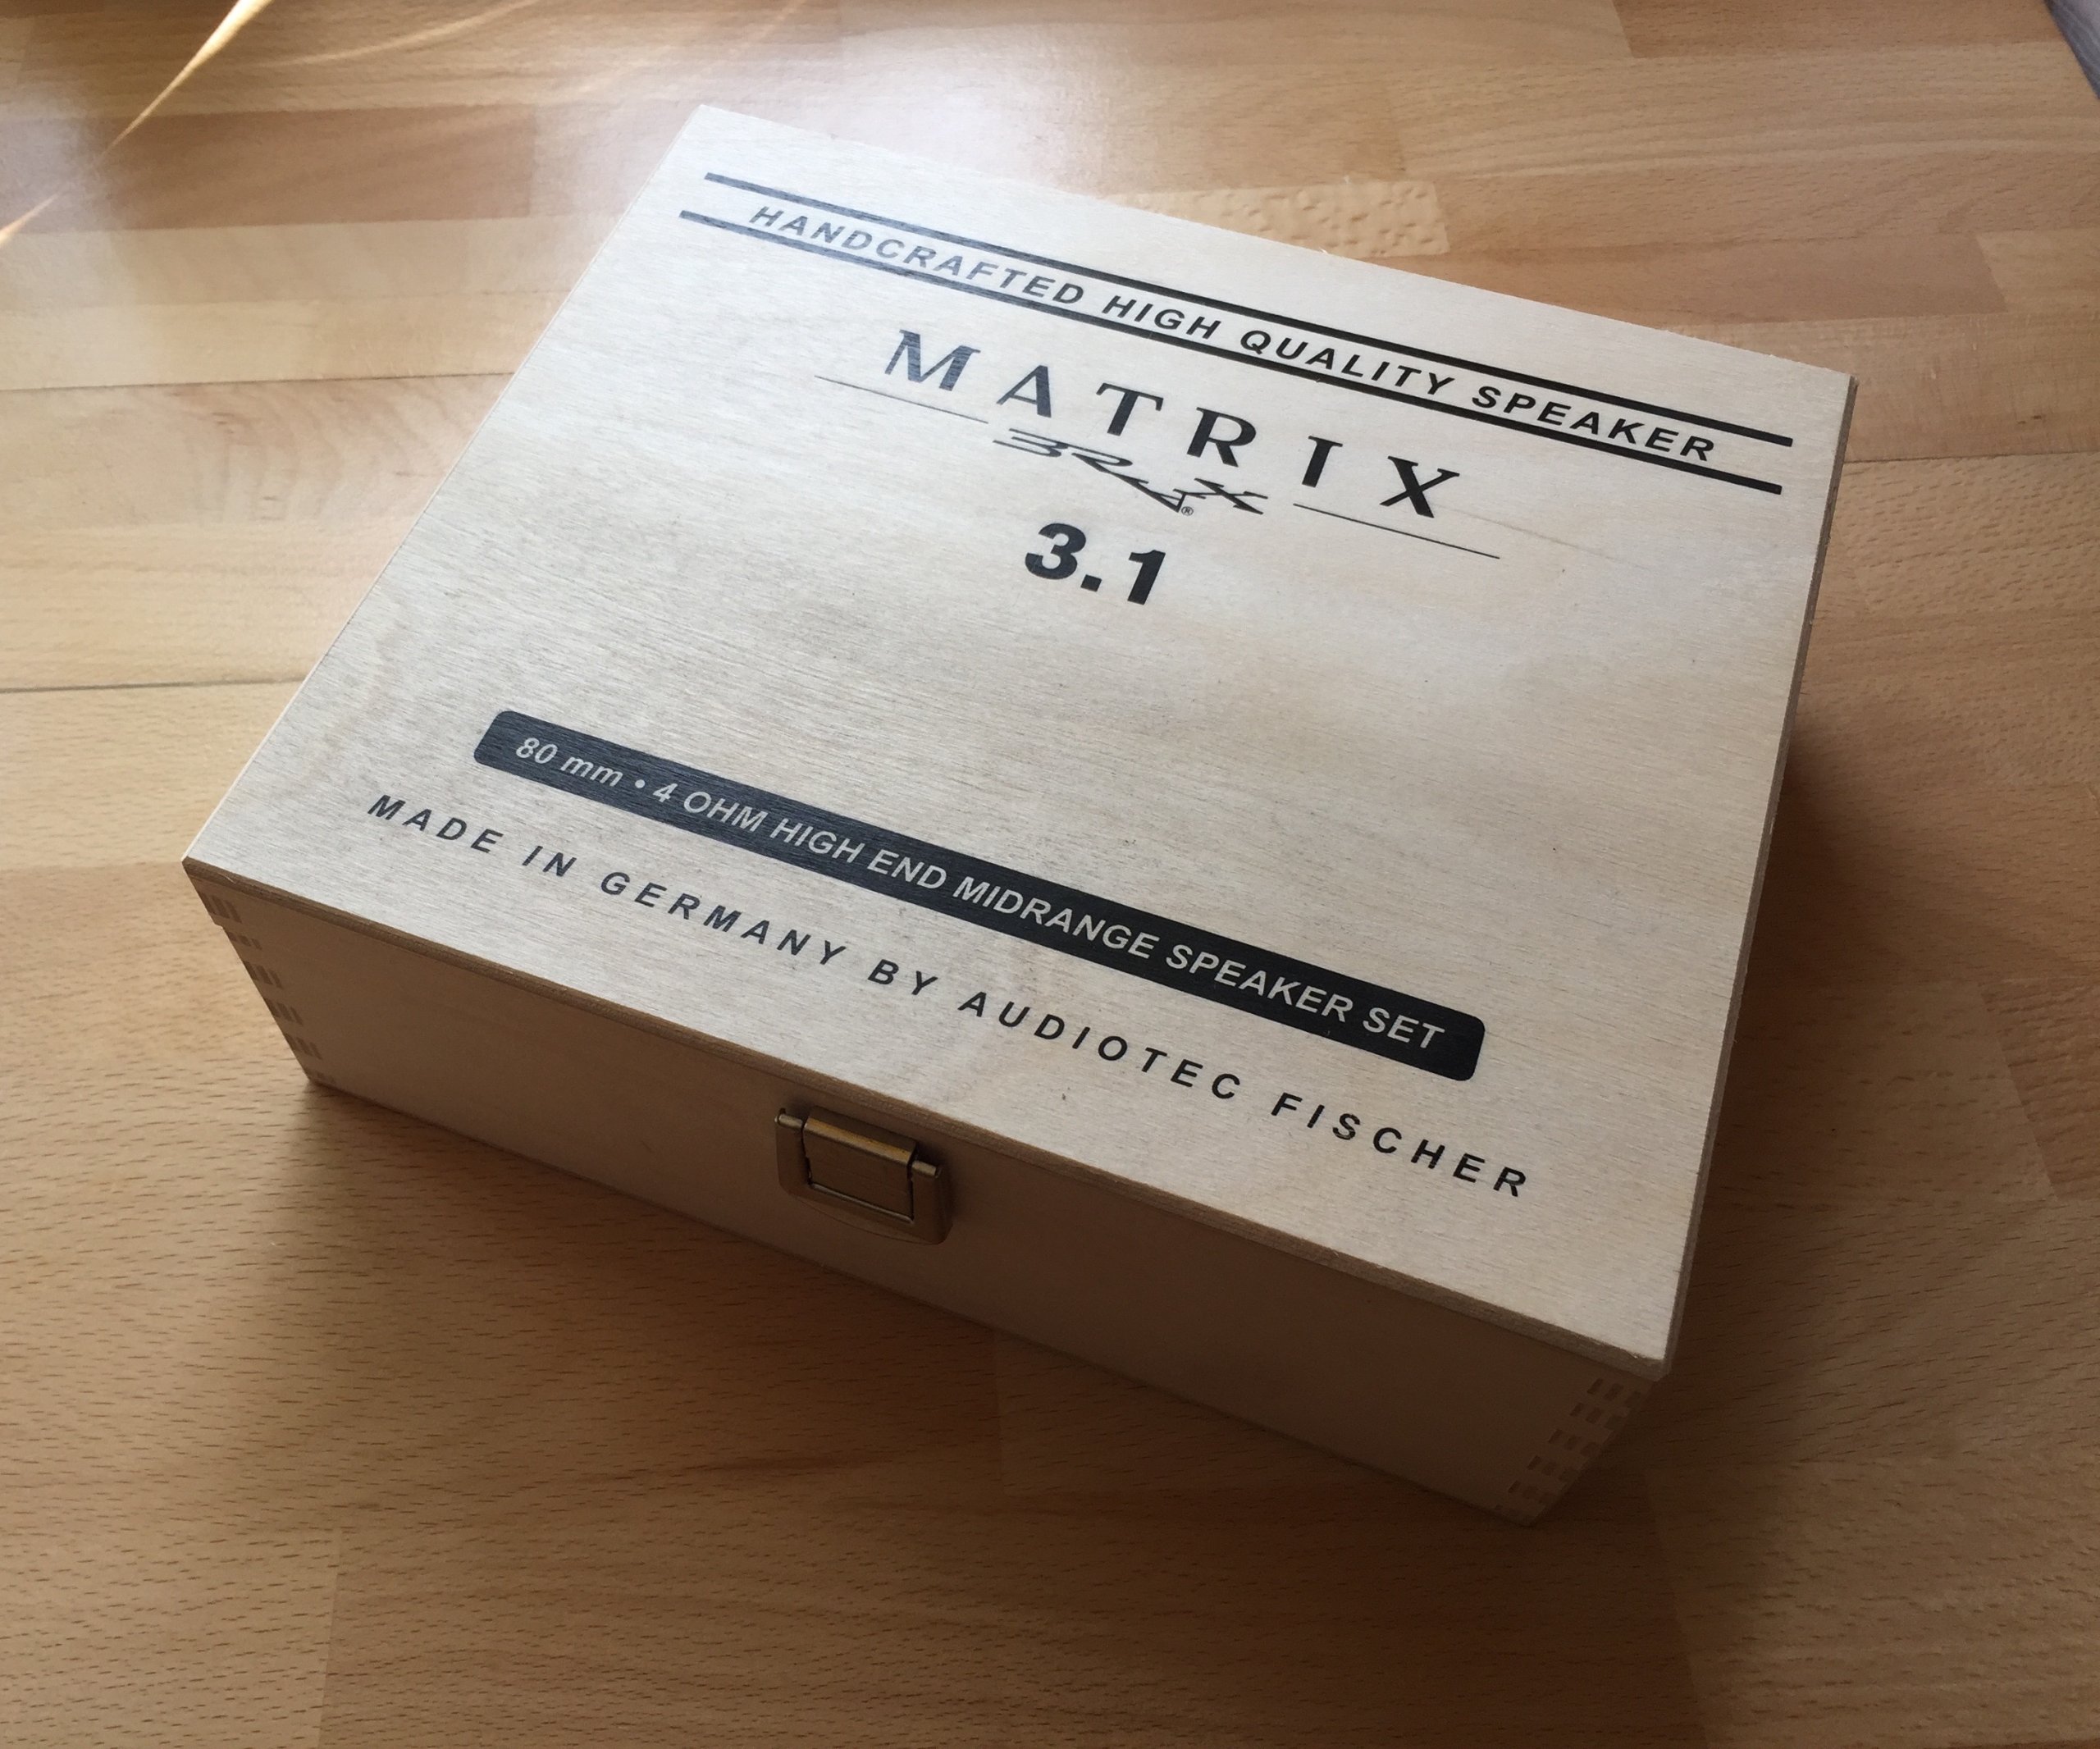 HANDCRAFTED HIGH QUALITY SPEAKER
MATRIX
BRAX®
3.1
80 mm • 4 OHM HIGH END MIDRANGE SPEAKER SET
MADE IN GERMANY BY AUDIOTEC FISCHER